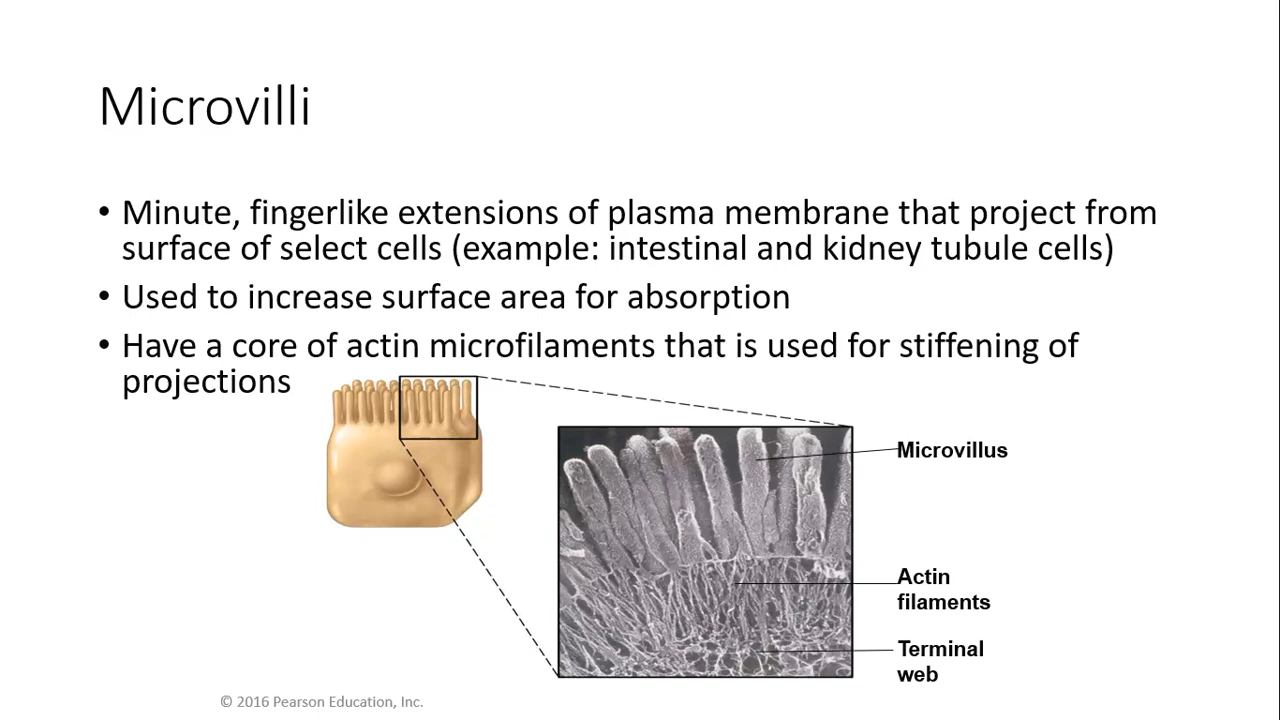 Microvilli
• Minute, fingerlike extensions of plasma membrane that project from
surface of select cells (example: intestinal and kidney tubule cells)
• Used to increase surface area for absorption
• Have a core of actin microfilaments that is used for stiffening of
projections
Microvillus
Actin
filaments
Terminal
web
© 2016 Pearson Education, Inc.